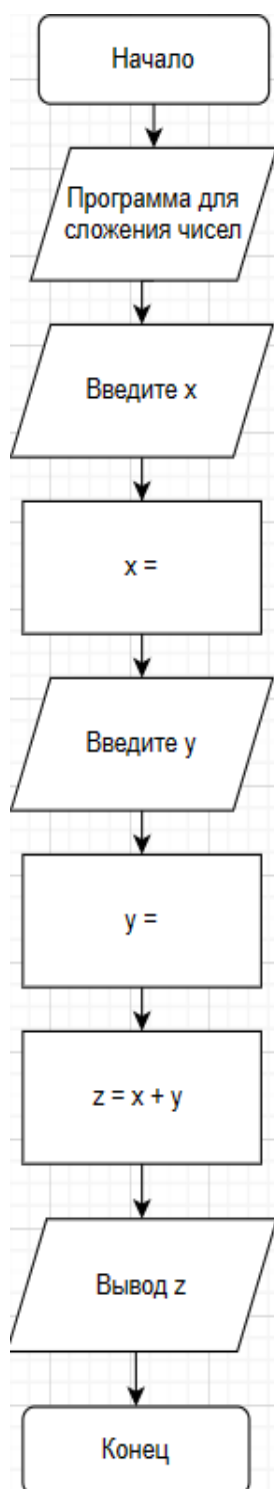 Начало
Программа для
сложения чисел
Введите x
x =
Введите y
y =
z = x + y
Вывод z
Конец